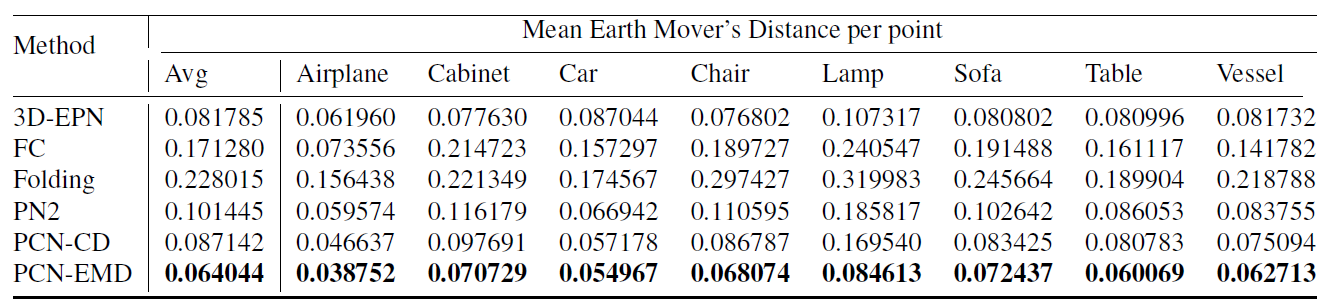 Method Mean Earth Mover's Distance per point
Avg Airplane Cabinet Car Chair Lamp Sofa Table Vessel
3D-EPN 0.081785 0.061960 0.077630 0.087044 0.076802 0.107317 0.080802 0.080996 0.081732
FC 0.171280 0.073556 0.214723 0.157297 0.189727 0.240547 0.191488 0.161117 0.141782
Folding 0.228015 0.156438 0.221349 0.174567 0.297427 0.319983 0.245664 0.189904 0.218788
PN2 0.101445 0.059574 0.116179 0.066942 0.110595 0.185817 0.102642 0.086053 0.083755
PCN-CD 0.087142 0.046637 0.097691 0.057178 0.086787 0.169540 0.083425 0.080783 0.075094
PCN-EMD 0.064044 0.038752 0.070729 0.054967 0.068074 0.084613 0.072437 0.060069 0.062713